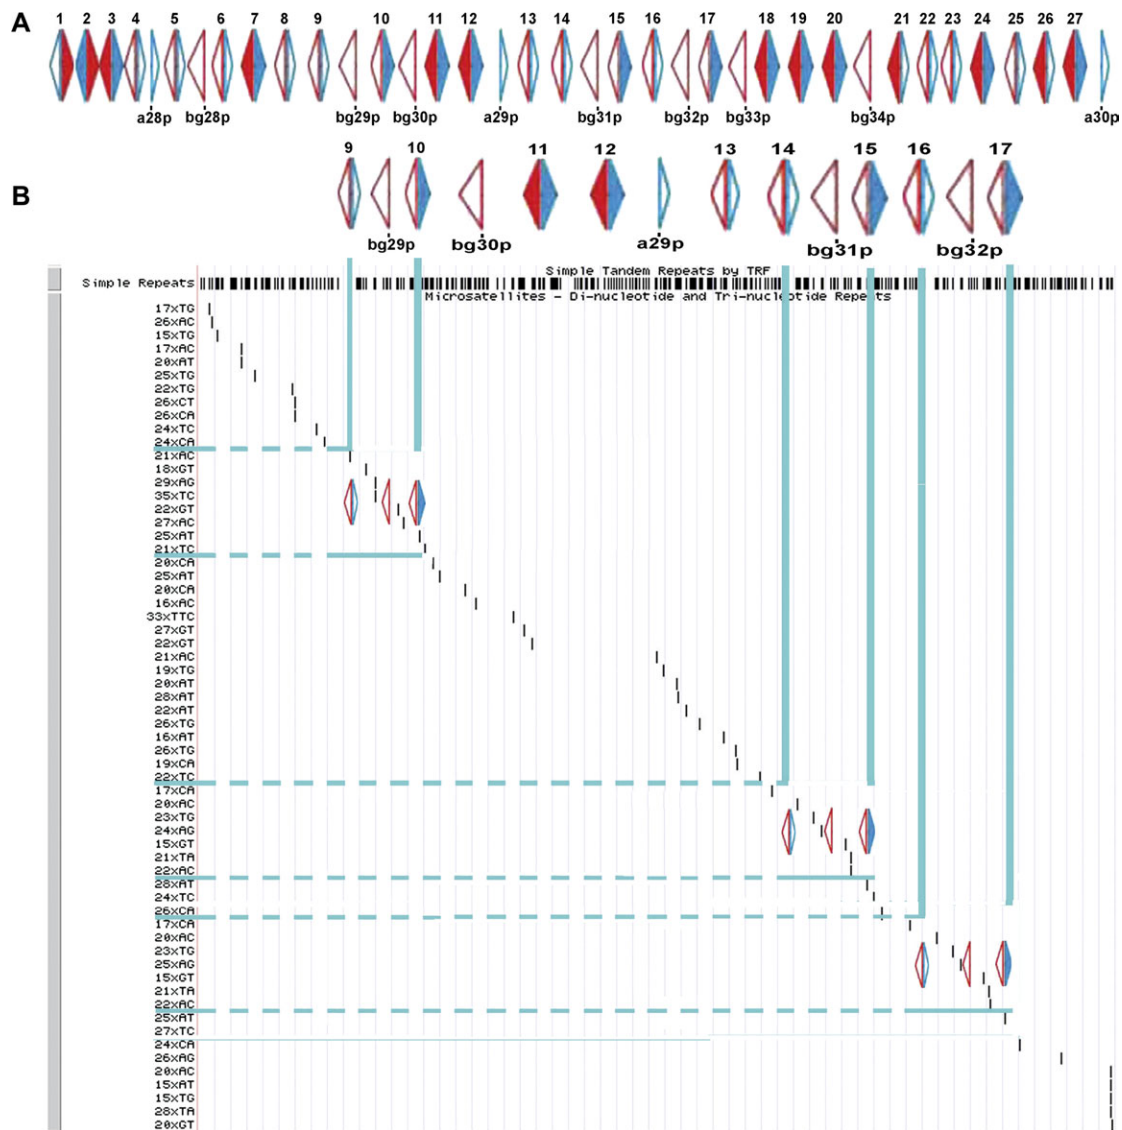 A 1 2 3 4 5 6 7 8 9 10 11 12 13 14 15 16 17 18 19 20 21 22 23 24 25 26 27
a28p bg28p bg29p bg30p a29p bg31p bg32p bg33p bg34p a30p
B 9 10 11 12 13 14 15 16 17
bg29p bg30p a29p bg31p bg32p
Simple Tandem Repeats by TRF
Simple Repeats
Microsatellites - Di-nucleotide and Tri-nucleotide Repeats
17xTG
26xAC
15xTG
17xAC
20xAT
25xTG
22xTG
26xCT
26xCA
24xTC
24xCA
21xAC
18xGT
29xAG
35xTC
22xGT
27xAC
25xAT
21xTC
20xCA
25xAT
20xCA
16xAC
33xTTC
27xGT
22xGT
21xAC
19xTG
20xAT
28xAT
22xAT
26xTG
16xAT
26xTG
19xCA
22xTC
17xCA
20xAC
23xTG
24xAG
15xGT
21xTA
22xAC
28xAT
24xTC
26xCA
17xCA
20xAC
23xTG
25xAG
15xGT
21xTA
22xAC
25xAT
27xTC
24xCA
26xAG
20xAC
15xAT
15xTG
28xTA
20xGT